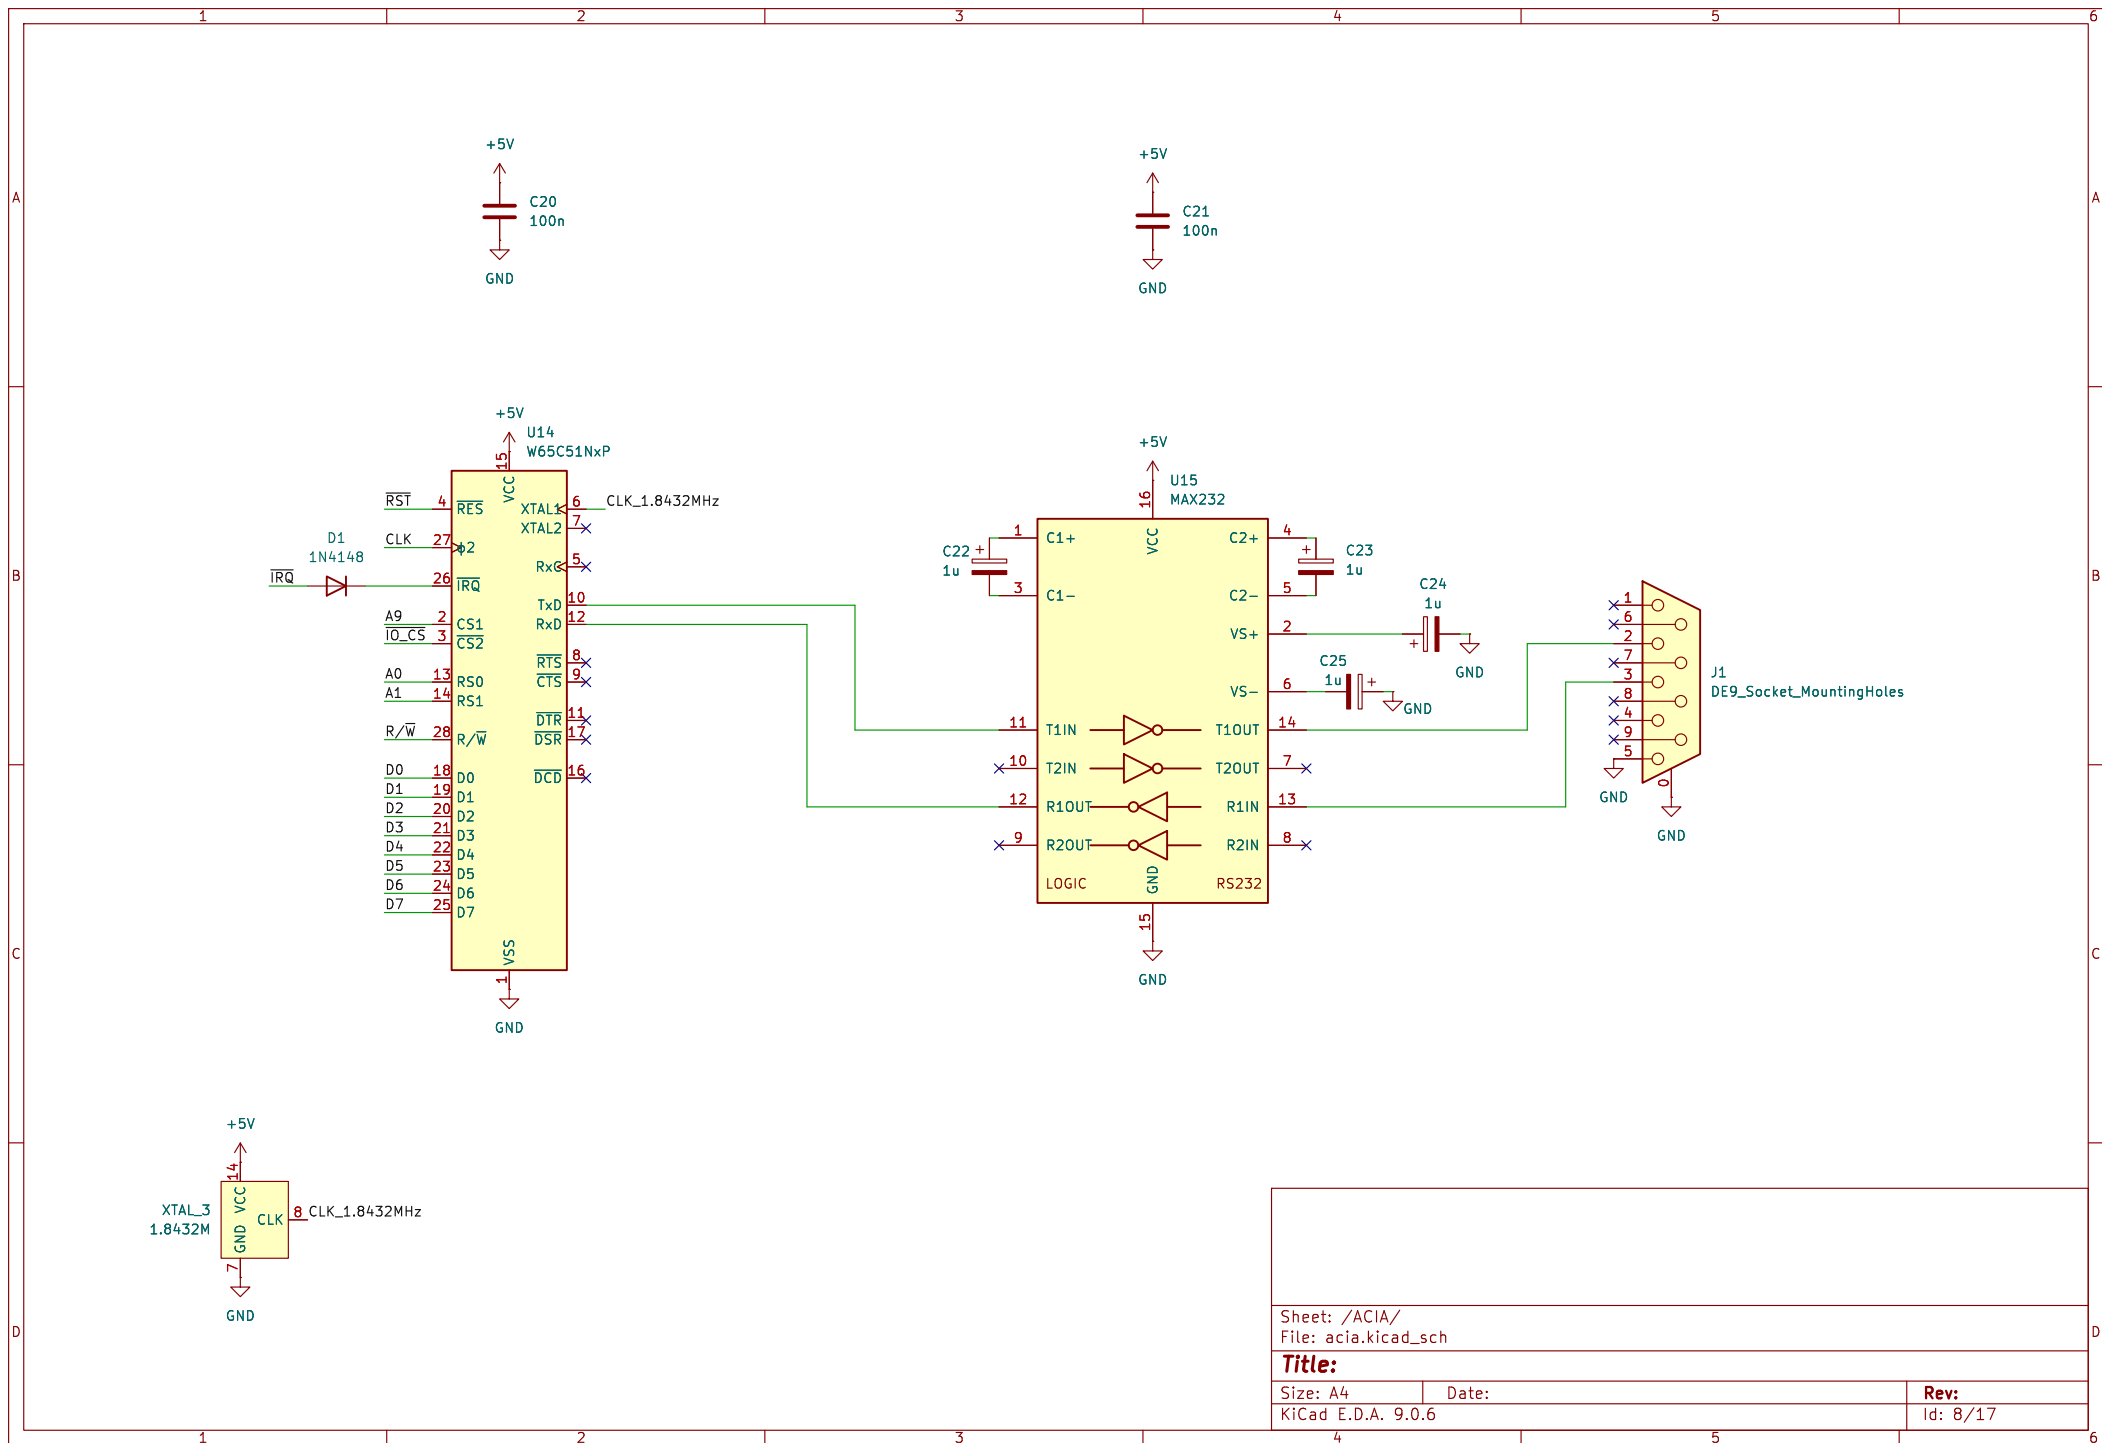 1 2 3 4 5 6
A A
B B
C C
D D
+5V
C20
100n
GND
+5V
C21
100n
GND
+5V
U14
W65C51NxP
15
VCC
RST 4 RES
CLK 27 ϕ2
D1
1N4148
IRQ 26 IRQ
A9 2 CS1
IO_CS 3 CS2
A0 13 RS0
A1 14 RS1
R/W 28 R/W
D0 18 D0
D1 19 D1
D2 20 D2
D3 21 D3
D4 22 D4
D5 23 D5
D6 24 D6
D7 25 D7
XTAL1 6 CLK_1.8432MHz
XTAL2 7
RxC 5
TxD 10
RxD 12
RTS 8
CTS 9
DTR 11
DSR 17
DCD 16
VSS
1
GND
+5V
U15
MAX232
16
VCC
C22
1u
+
1 C1+
3 C1-
11 T1IN
10 T2IN
12 R1OUT
9 R2OUT
LOGIC
C2+ 4
C2- 5
VS+ 2
VS- 6
T1OUT 14
T2OUT 7
R1IN 13
R2IN 8
RS232
GND
15
GND
+
C23
1u
C24
1u
+
GND
C25
1u
+
GND
1
6
2
7
3
8
4
9
5
0
J1
DE9_Socket_MountingHoles
GND
GND
+5V
14
VCC
XTAL_3
1.8432M
GND
CLK 8 CLK_1.8432MHz
7
GND
Sheet: /ACIA/
File: acia.kicad_sch
Title:
Size: A4 Date: Rev:
KiCad E.D.A. 9.0.6 Id: 8/17
1 2 3 4 5 6